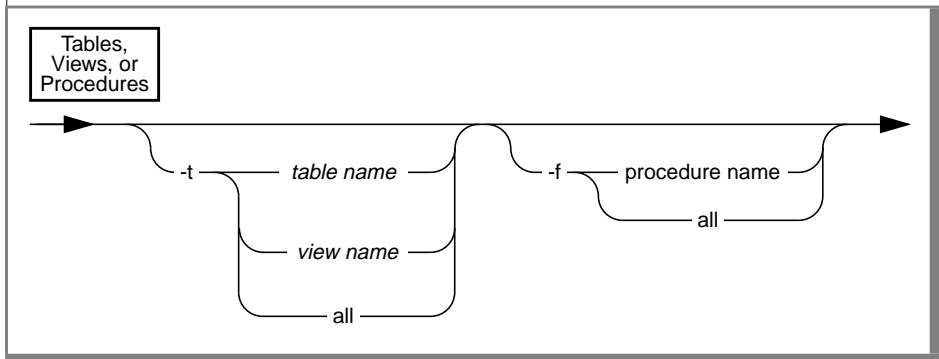 Tables,
Views, or
Procedures
-t table name -f procedure name
all
view name
all